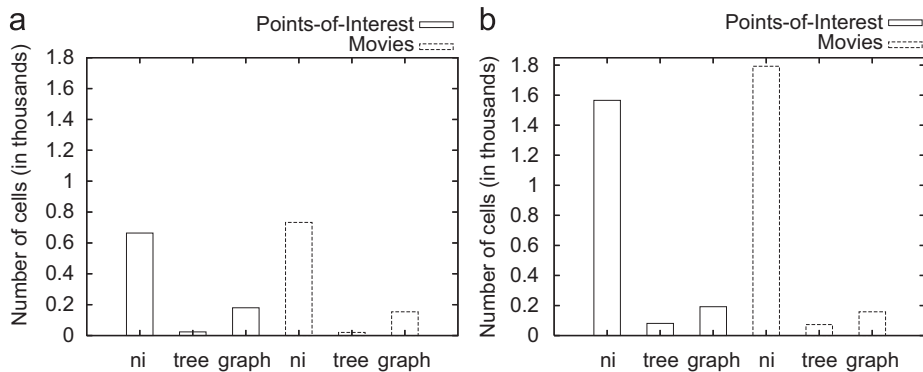 a
Points-of-Interest
Movies
Number of cells (in thousands)
1.8
1.6
1.4
1.2
1
0.8
0.6
0.4
0.2
0
ni tree graph ni tree graph
b
Points-of-Interest
Movies
Number of cells (in thousands)
1.8
1.6
1.4
1.2
1
0.8
0.6
0.4
0.2
0
ni tree graph ni tree graph